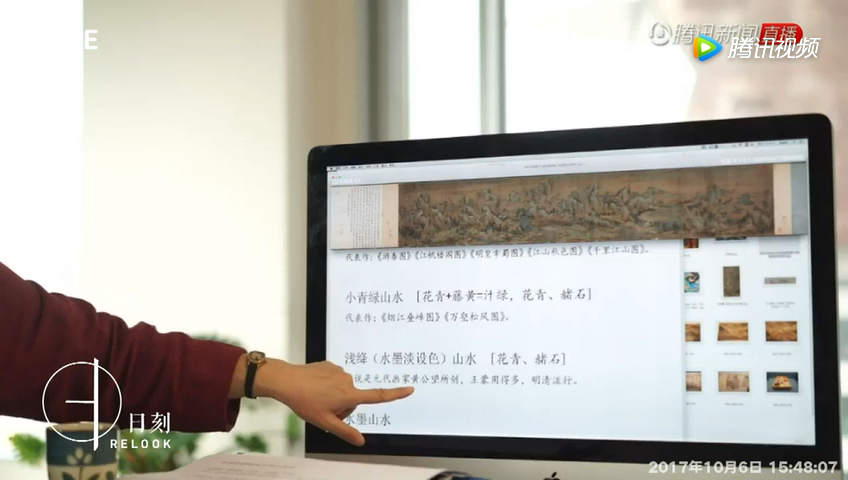 E
腾讯新闻 直播
腾讯视频
代表作：《游春图》《江帆楼阁图》《明皇幸蜀图》《江山秋色图》《千里江山图》。
小青绿山水 [花青+藤黄=汁绿，花青、赭石]
代表作：《烟江叠嶂图》《万壑松风图》。
浅绛（水墨淡设色）山水 [花青、赭石]
说是元代画家黄公望所创，王蒙用得多，明清流行。
水墨山水
日刻
RELOOK
2017年10月6日 15:48:07